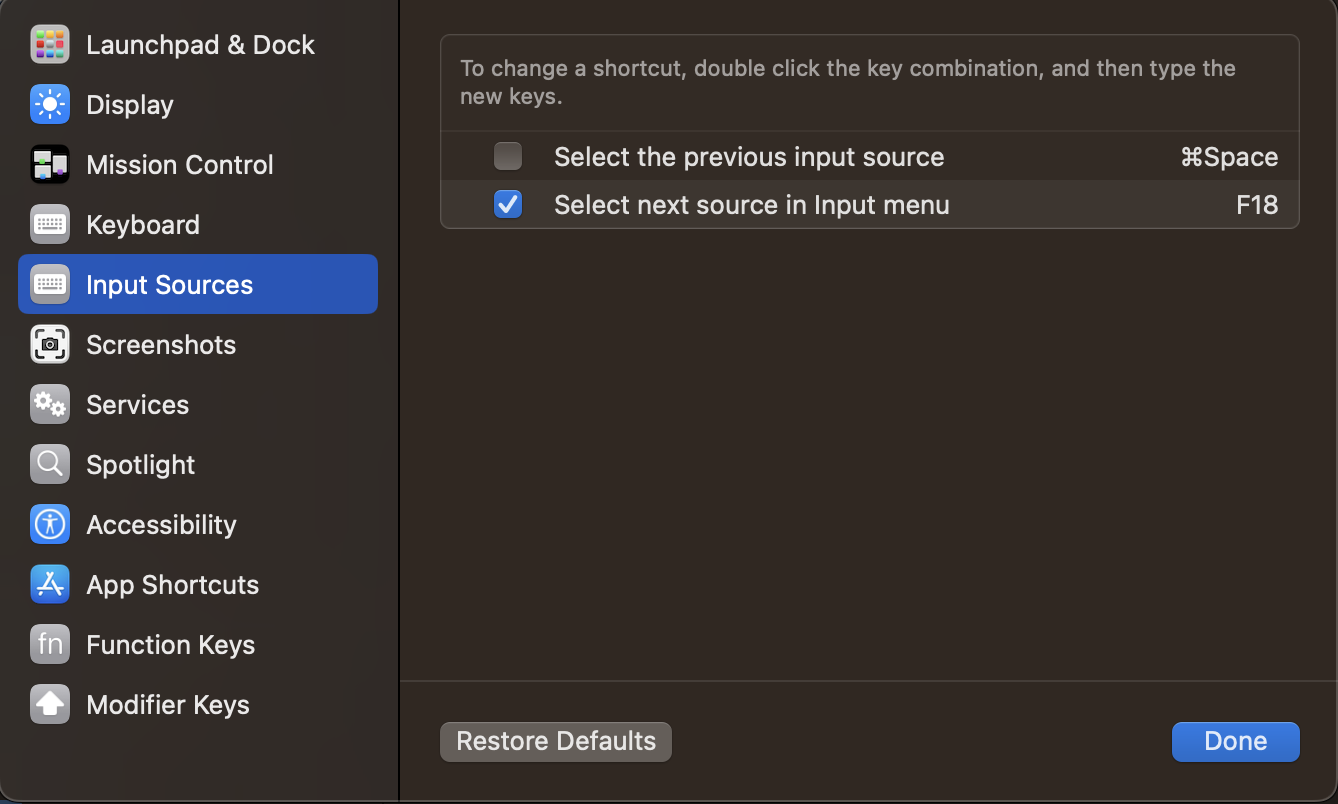 Launchpad & Dock
Display
Mission Control
Keyboard
Input Sources
Screenshots
Services
Spotlight
Accessibility
App Shortcuts
fn Function Keys
Modifier Keys
To change a shortcut, double click the key combination, and then type the
new keys.
Select the previous input source ⌘Space
Select next source in Input menu F18
Restore Defaults
Done